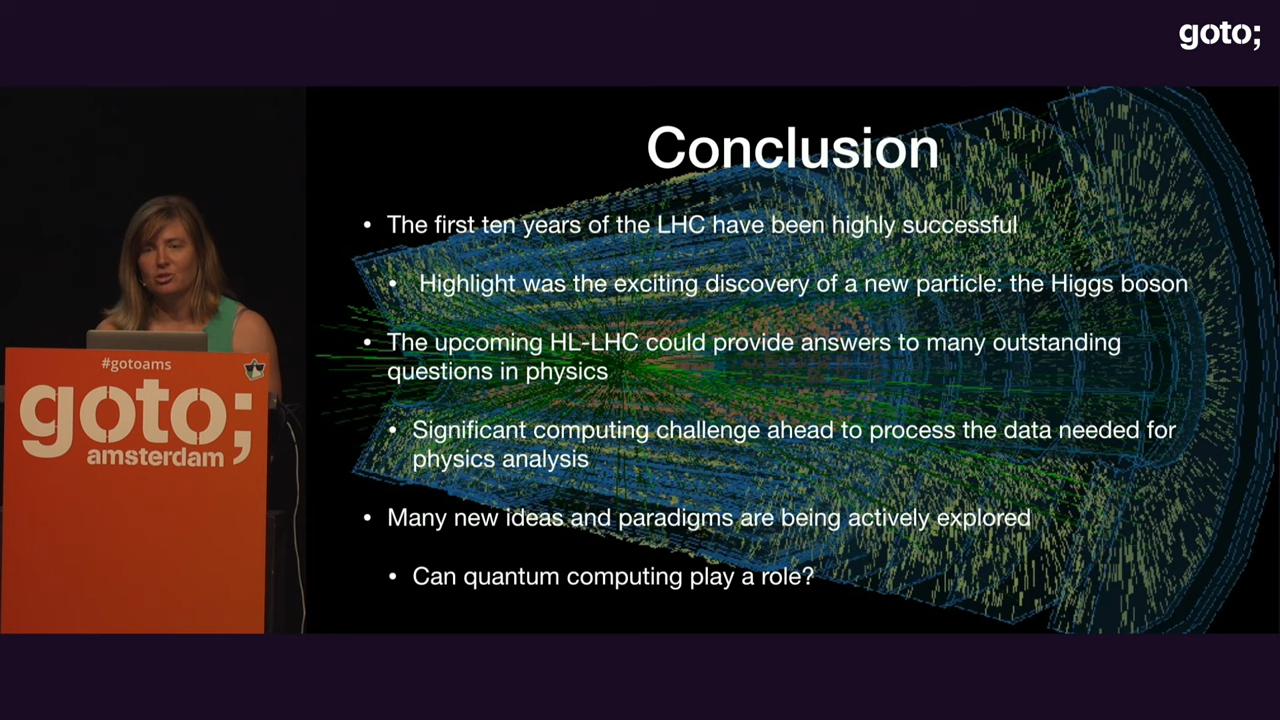 goto;
Conclusion
• The first ten years of the LHC have been highly successful
• Highlight was the exciting discovery of a new particle: the Higgs boson
• The upcoming HL-LHC could provide answers to many outstanding
questions in physics
• Significant computing challenge ahead to process the data needed for
physics analysis
• Many new ideas and paradigms are being actively explored
• Can quantum computing play a role?
#gotoams
goto;
amsterdam